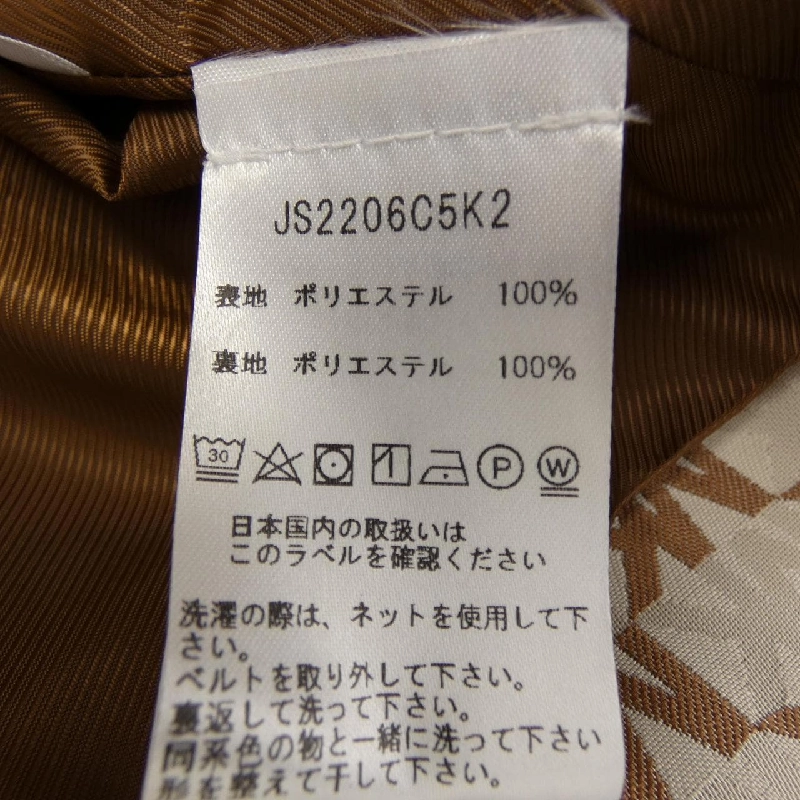 JS2206C5K2
表地 ポリエステル 100%
裏地 ポリエステル 100%
30 P W
日本国内の取扱いは
このラベルを確認ください
洗濯の際は、ネットを使用して下
さい。
ベルトを取り外して下さい。
裏返して洗って下さい。
同系色の物と一緒に洗って下さい
形を整えて干して下さい。